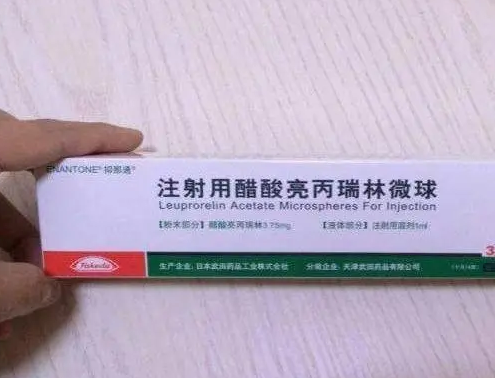 ENANTONE® 抑那通®
注射用醋酸亮丙瑞林微球
Leuprorelin Acetate Microspheres For Injection
【粉末部分】醋酸亮丙瑞林3.75mg 【液体部分】注射用溶剂1ml
3
Takeda 生产企业:日本武田药品工业株式会社 分装企业:天津武田药品有限公司